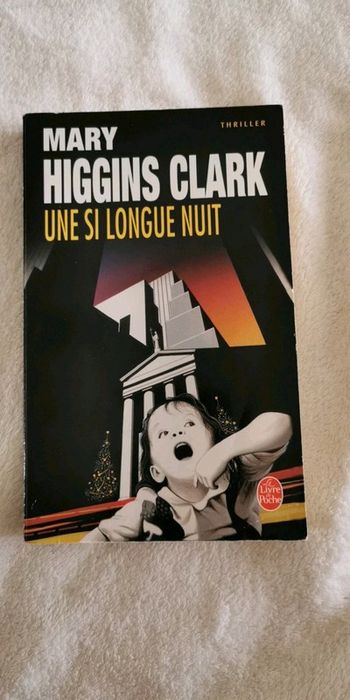 THRILLER
MARY
HIGGINS CLARK
UNE SI LONGUE NUIT
Le
Livre
de
Poche